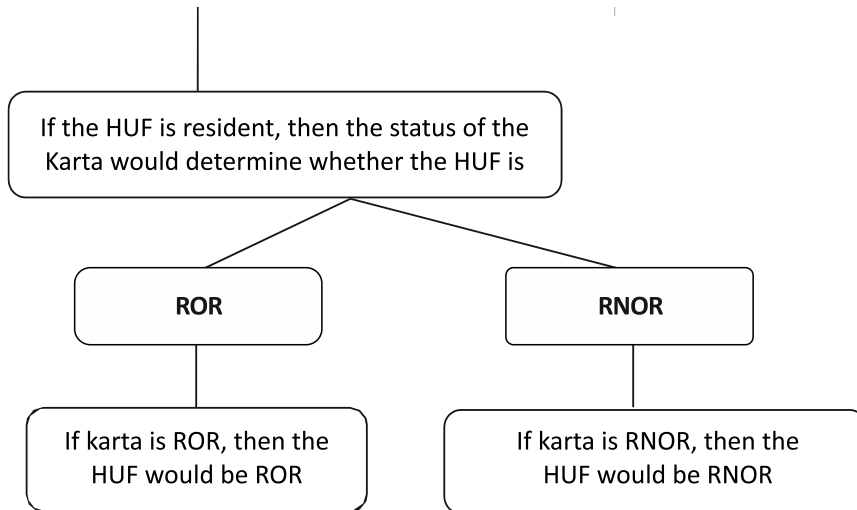 If the HUF is resident, then the status of the
Karta would determine whether the HUF is
ROR
RNOR
If karta is ROR, then the
HUF would be ROR
If karta is RNOR, then the
HUF would be RNOR